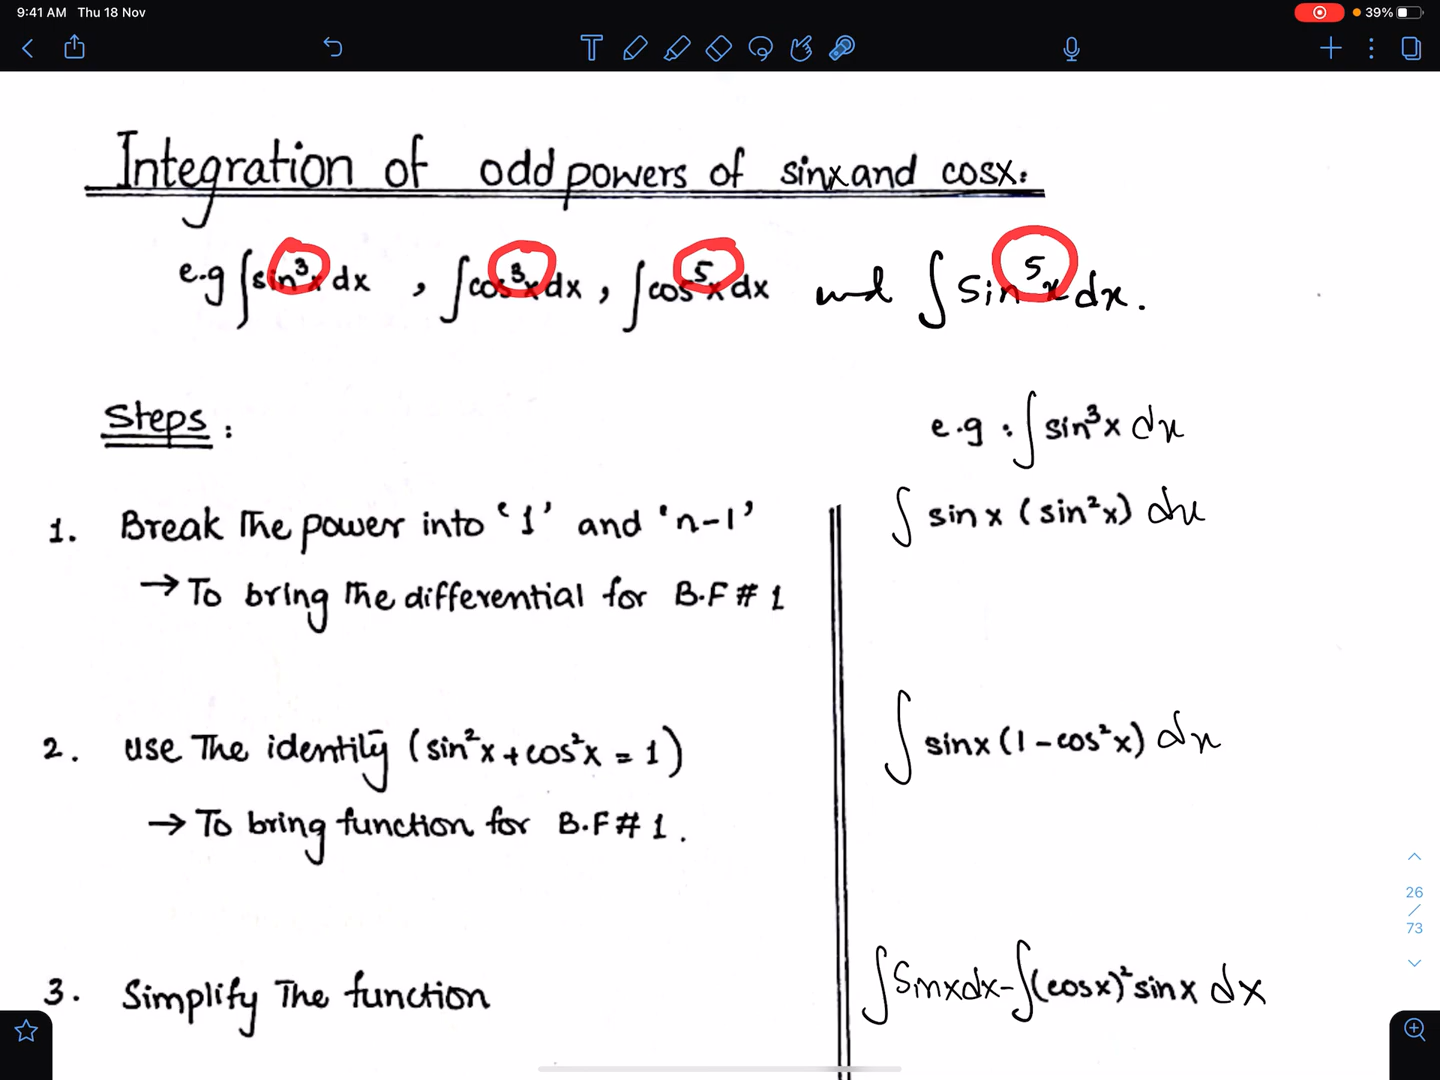 9:41 AM Thu 18 Nov
39%
Integration of odd powers of sinx and cosx:
e.g ∫sin³x dx , ∫cos³x dx , ∫cos⁵x dx and ∫sin⁵x dx.
Steps :
e.g : ∫sin³x dx
1. Break The power into '1' and 'n-1'
∫ sin x (sin²x) dx
→ To bring The differential for B.F # 1
2. use The identity (sin²x + cos²x = 1)
∫ sinx (1 - cos²x) dx
→ To bring function for B.F # 1.
3. Simplify The function
∫Sinxdx - ∫(cosx)² sinx dx
26
/
73